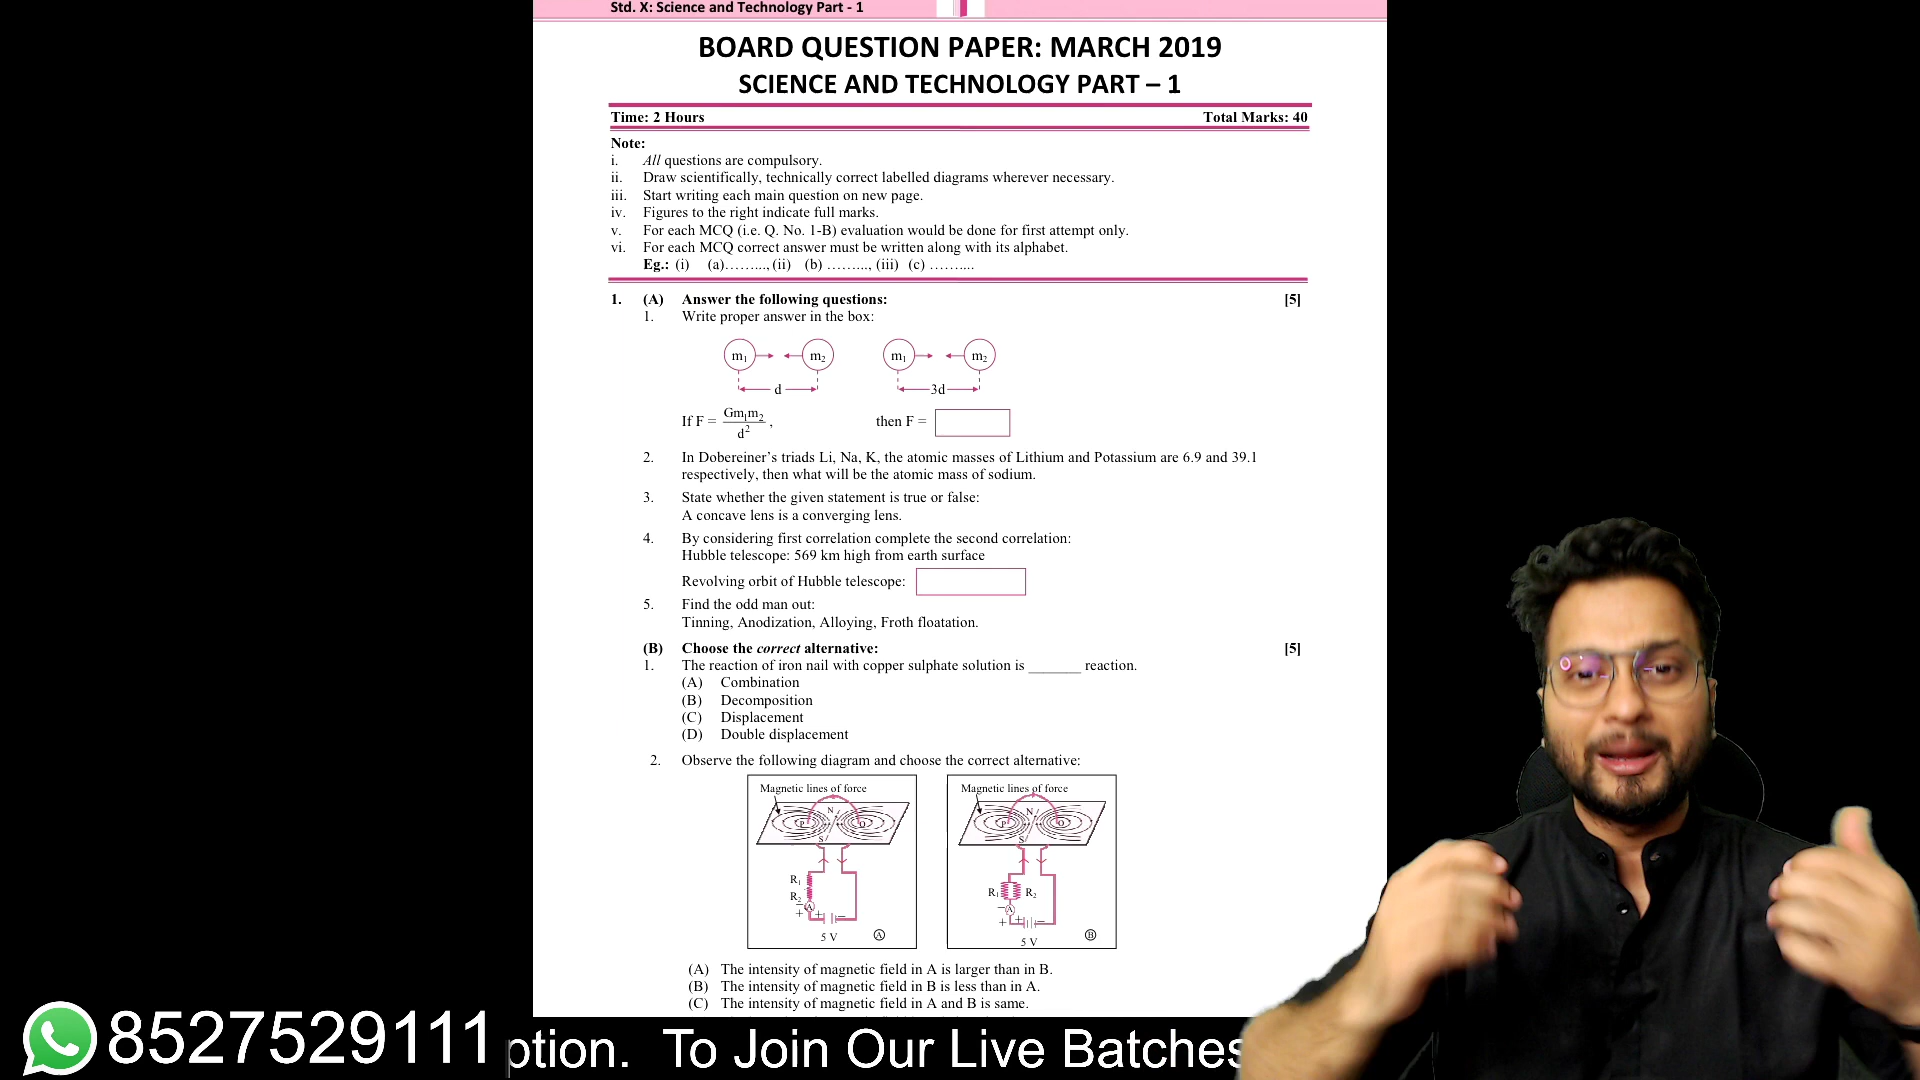 Std. X: Science and Technology Part - 1
BOARD QUESTION PAPER: MARCH 2019
SCIENCE AND TECHNOLOGY PART – 1
Time: 2 Hours Total Marks: 40
Note:
i. All questions are compulsory.
ii. Draw scientifically, technically correct labelled diagrams wherever necessary.
iii. Start writing each main question on new page.
iv. Figures to the right indicate full marks.
v. For each MCQ (i.e. Q. No. 1-B) evaluation would be done for first attempt only.
vi. For each MCQ correct answer must be written along with its alphabet.
Eg.: (i) (a)………, (ii) (b) ………, (iii) (c) ………
1. (A) Answer the following questions: [5]
1. Write proper answer in the box:
m₁ m₂ m₁ m₂
d 3d
If F = Gm₁m₂/d², then F =
2. In Dobereiner's triads Li, Na, K, the atomic masses of Lithium and Potassium are 6.9 and 39.1
respectively, then what will be the atomic mass of sodium.
3. State whether the given statement is true or false:
A concave lens is a converging lens.
4. By considering first correlation complete the second correlation:
Hubble telescope: 569 km high from earth surface
Revolving orbit of Hubble telescope:
5. Find the odd man out:
Tinning, Anodization, Alloying, Froth floatation.
(B) Choose the correct alternative: [5]
1. The reaction of iron nail with copper sulphate solution is _______ reaction.
(A) Combination
(B) Decomposition
(C) Displacement
(D) Double displacement
2. Observe the following diagram and choose the correct alternative:
Magnetic lines of force Magnetic lines of force
N N
P Q P Q
S S
R₁
R₂ R₁ R₂
A A
+ + − + + −
5 V A 5 V B
(A) The intensity of magnetic field in A is larger than in B.
(B) The intensity of magnetic field in B is less than in A.
(C) The intensity of magnetic field in A and B is same.
8527529111 ption. To Join Our Live Batches